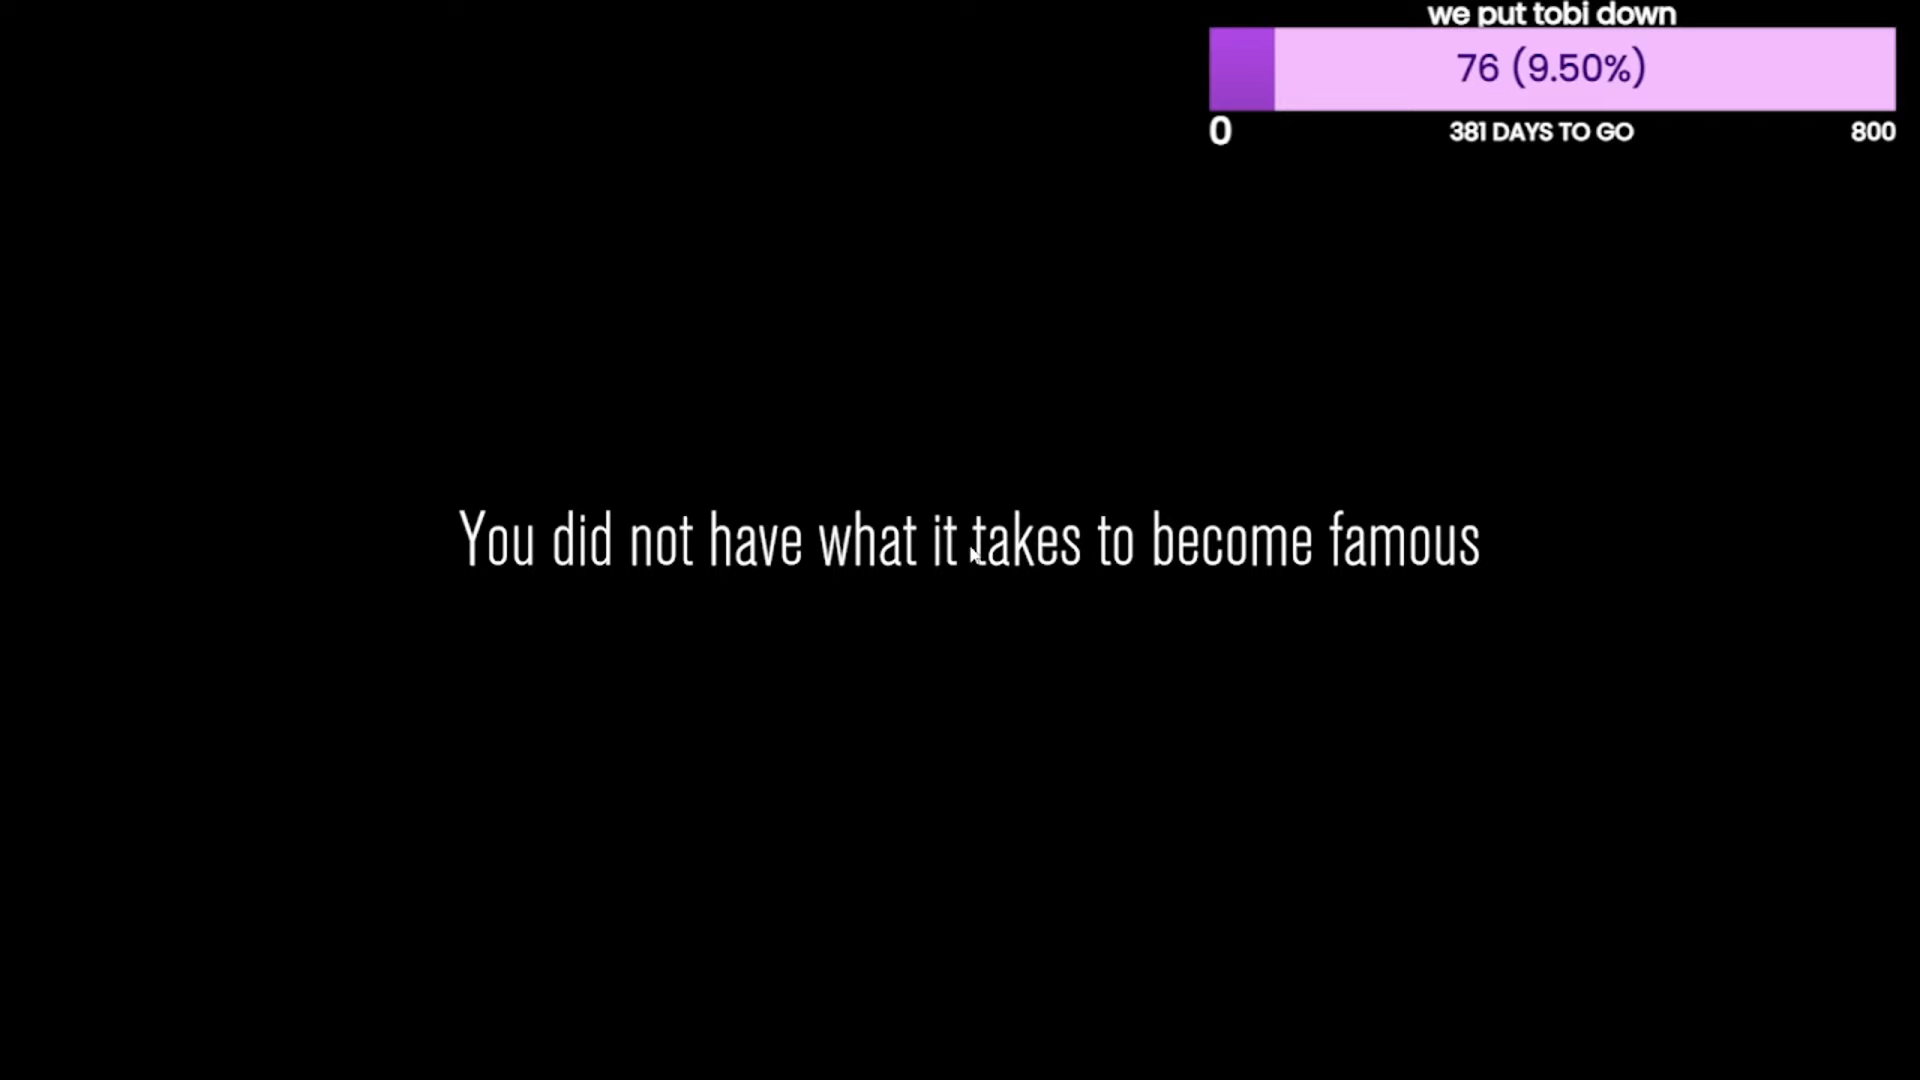 we put tobi down
76 (9.50%)
0 381 DAYS TO GO 800
You did not have what it takes to become famous